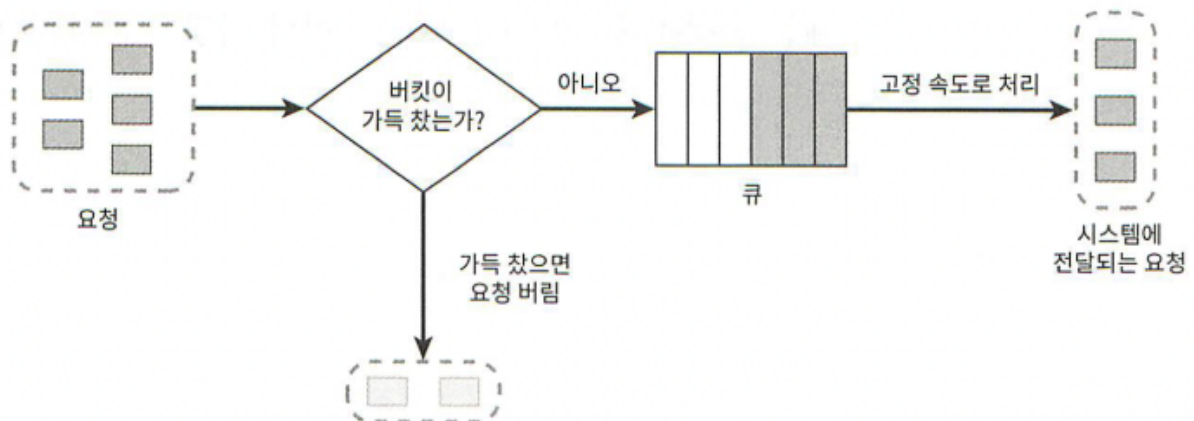 버킷이
가득 찼는가?
아니오
고정 속도로 처리
큐
요청
시스템에
전달되는 요청
가득 찼으면
요청 버림